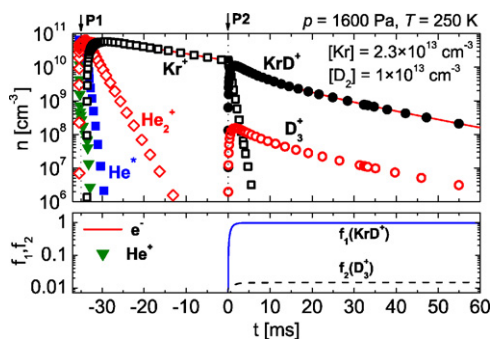 P1 P2 p = 1600 Pa, T = 250 K
10¹¹
10¹⁰
10⁹
10⁸
10⁷
10⁶
n [cm⁻³]
Kr⁺
KrD⁺
[Kr] = 2.3×10¹³ cm⁻³
[D₂] = 1×10¹³ cm⁻³
He₂⁺
D₃⁺
He*
1
0.1
0.01
f₁,f₂
e⁻
He⁺
f₁(KrD⁺)
f₂(D₃⁺)
-30 -20 -10 0 10 20 30 40 50 60
t [ms]